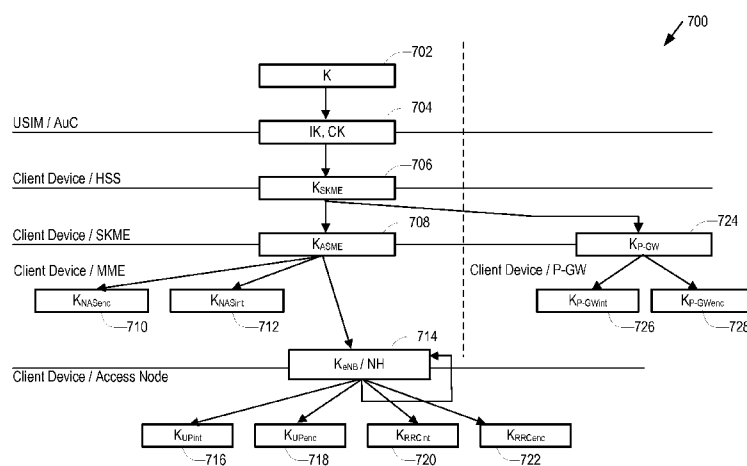 700
702
K
704
USIM / AuC
IK, CK
706
Client Device / HSS
KSKME
708
724
Client Device / SKME
KASME
KP-GW
Client Device / MME
Client Device / P-GW
KNASenc
KNASint
KP-GWint
KP-GWenc
710
712
726
728
714
KeNB / NH
Client Device / Access Node
KUPint
KUPenc
KRRCint
KRRCenc
716
718
720
722